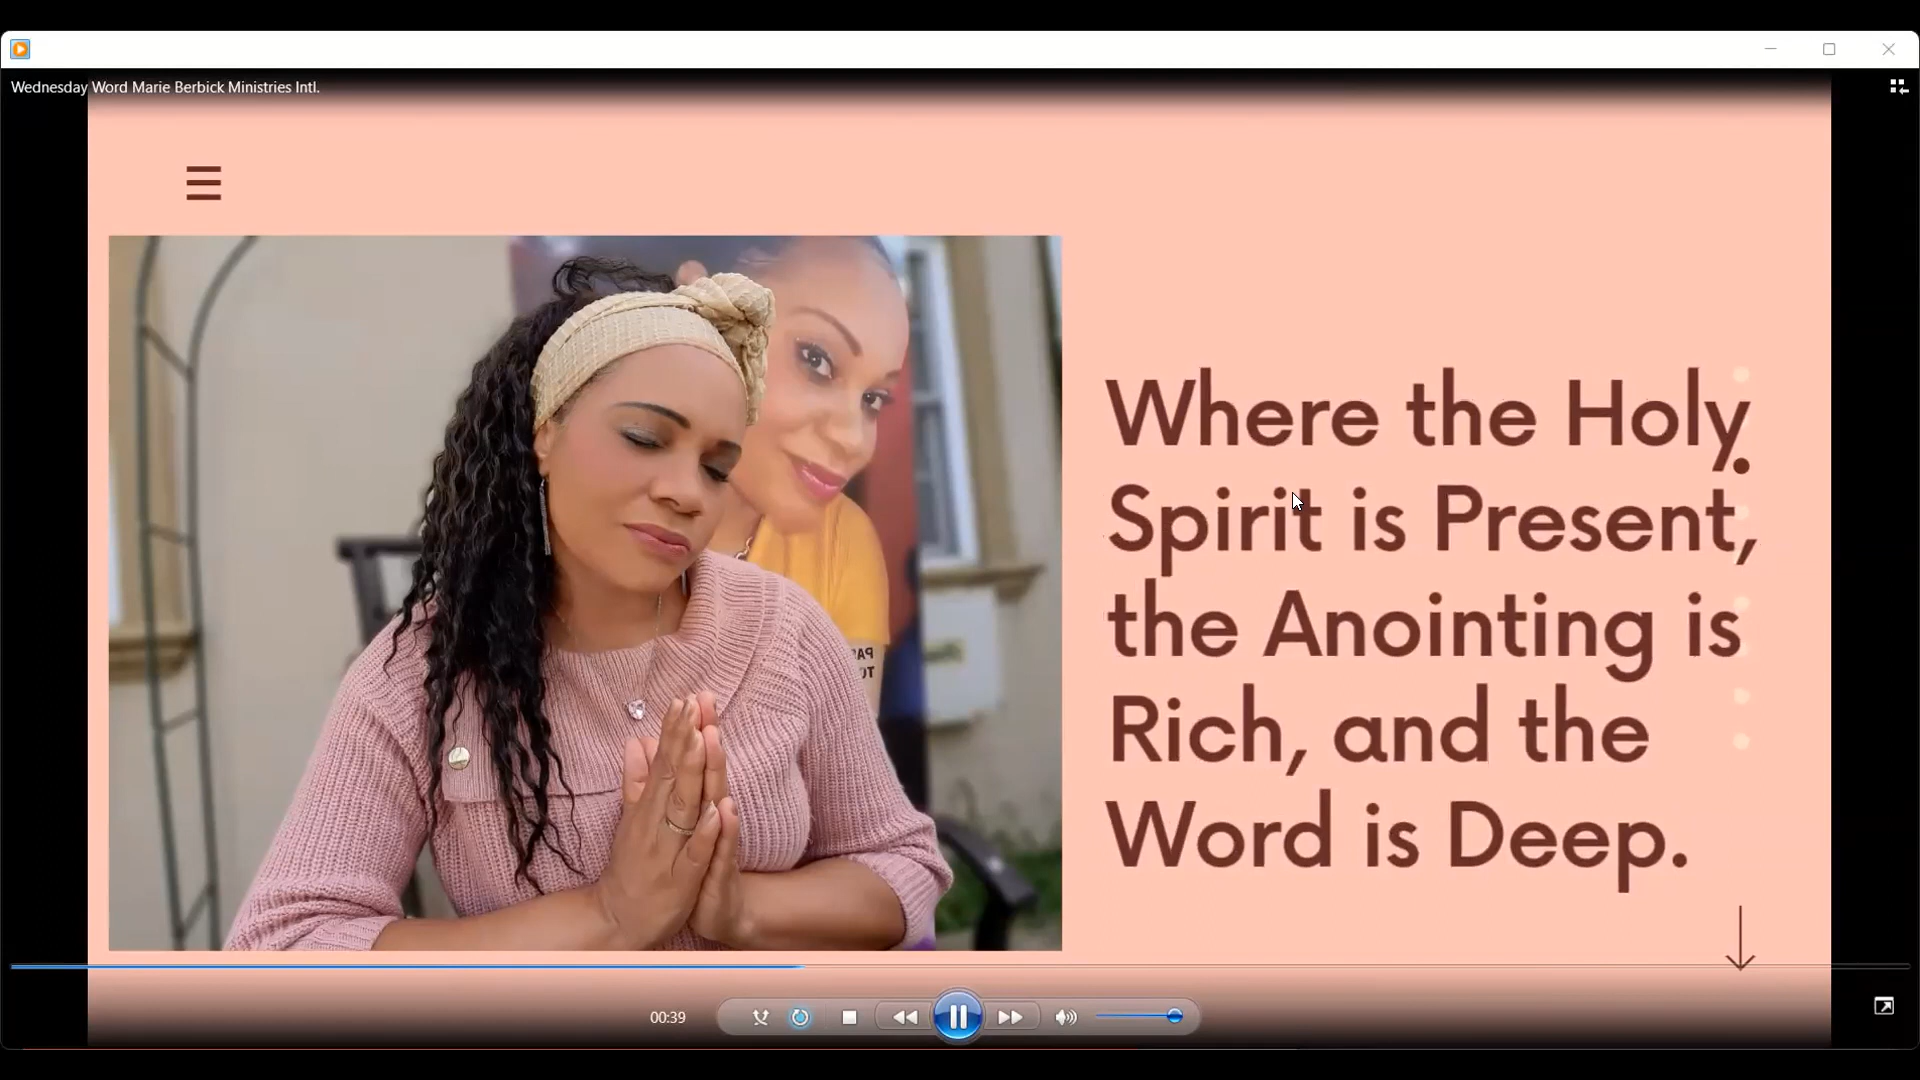 Wednesday Word Marie Berbick Ministries Intl.
Where the Holy
Spirit is Present,
the Anointing is
Rich, and the
Word is Deep.
00:39